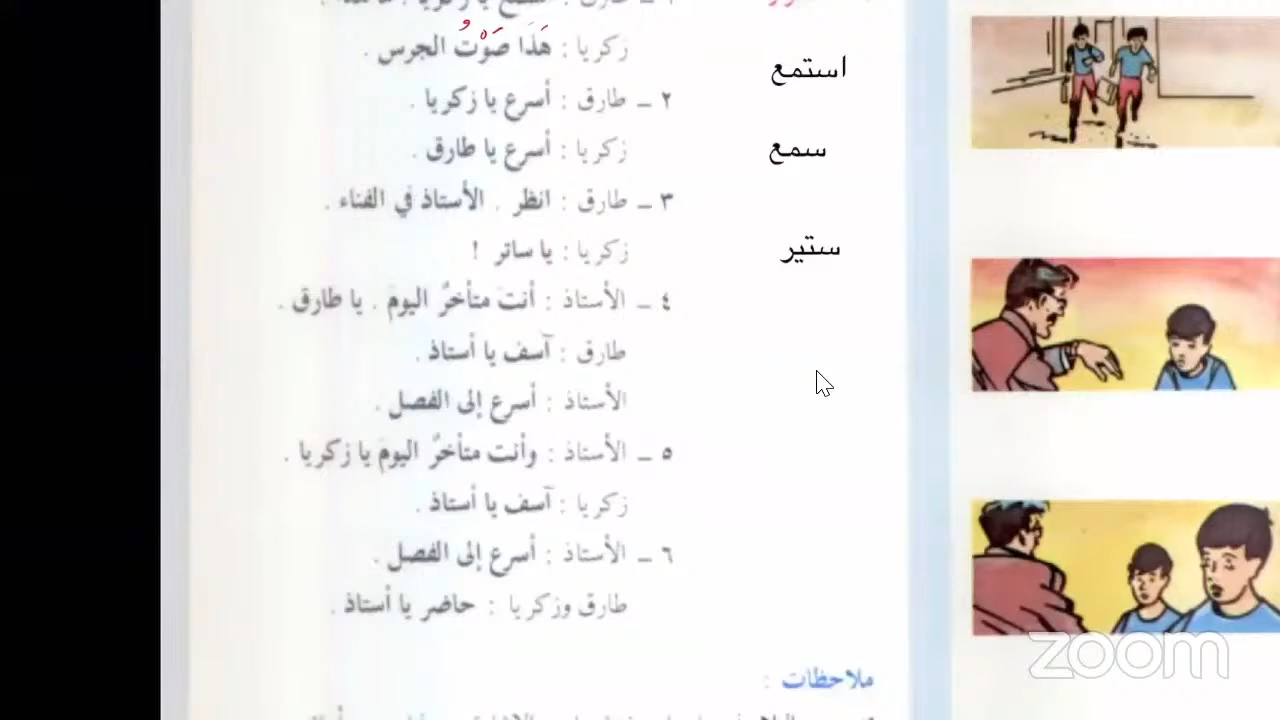 زكريا : هَذَا صَوْتُ الجرس .
٢ ـ طارق : أسرع يا زكريا .
زكريا : أسرع يا طارق .
٣ ـ طارق : انظر . الأستاذ في الفناء .
زكريا : يا ساتر !
٤ ـ الأستاذ : أنت متأخرٌ اليومَ . يا طارق .
طارق : آسف يا أستاذ .
الأستاذ : أسرع إلى الفصل .
٥ ـ الأستاذ : وأنت متأخرٌ اليومَ يا زكريا .
زكريا : آسف يا أستاذ .
٦ ـ الأستاذ : أسرع إلى الفصل .
طارق وزكريا : حاضر يا أستاذ .
ملاحظات :
استمع
سمع
ستير
zoom